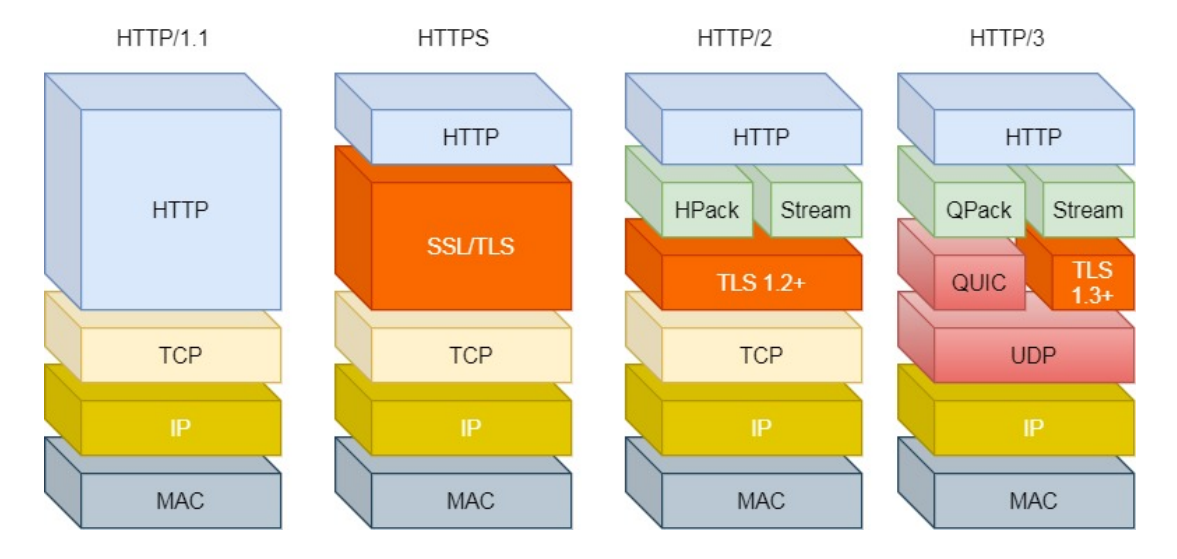 HTTP/1.1
HTTPS
HTTP/2
HTTP/3
HTTP
TCP
IP
MAC
HTTP
SSL/TLS
TCP
IP
MAC
HTTP
HPack
Stream
TLS 1.2+
TCP
IP
MAC
HTTP
QPack
Stream
QUIC
TLS
1.3+
UDP
IP
MAC